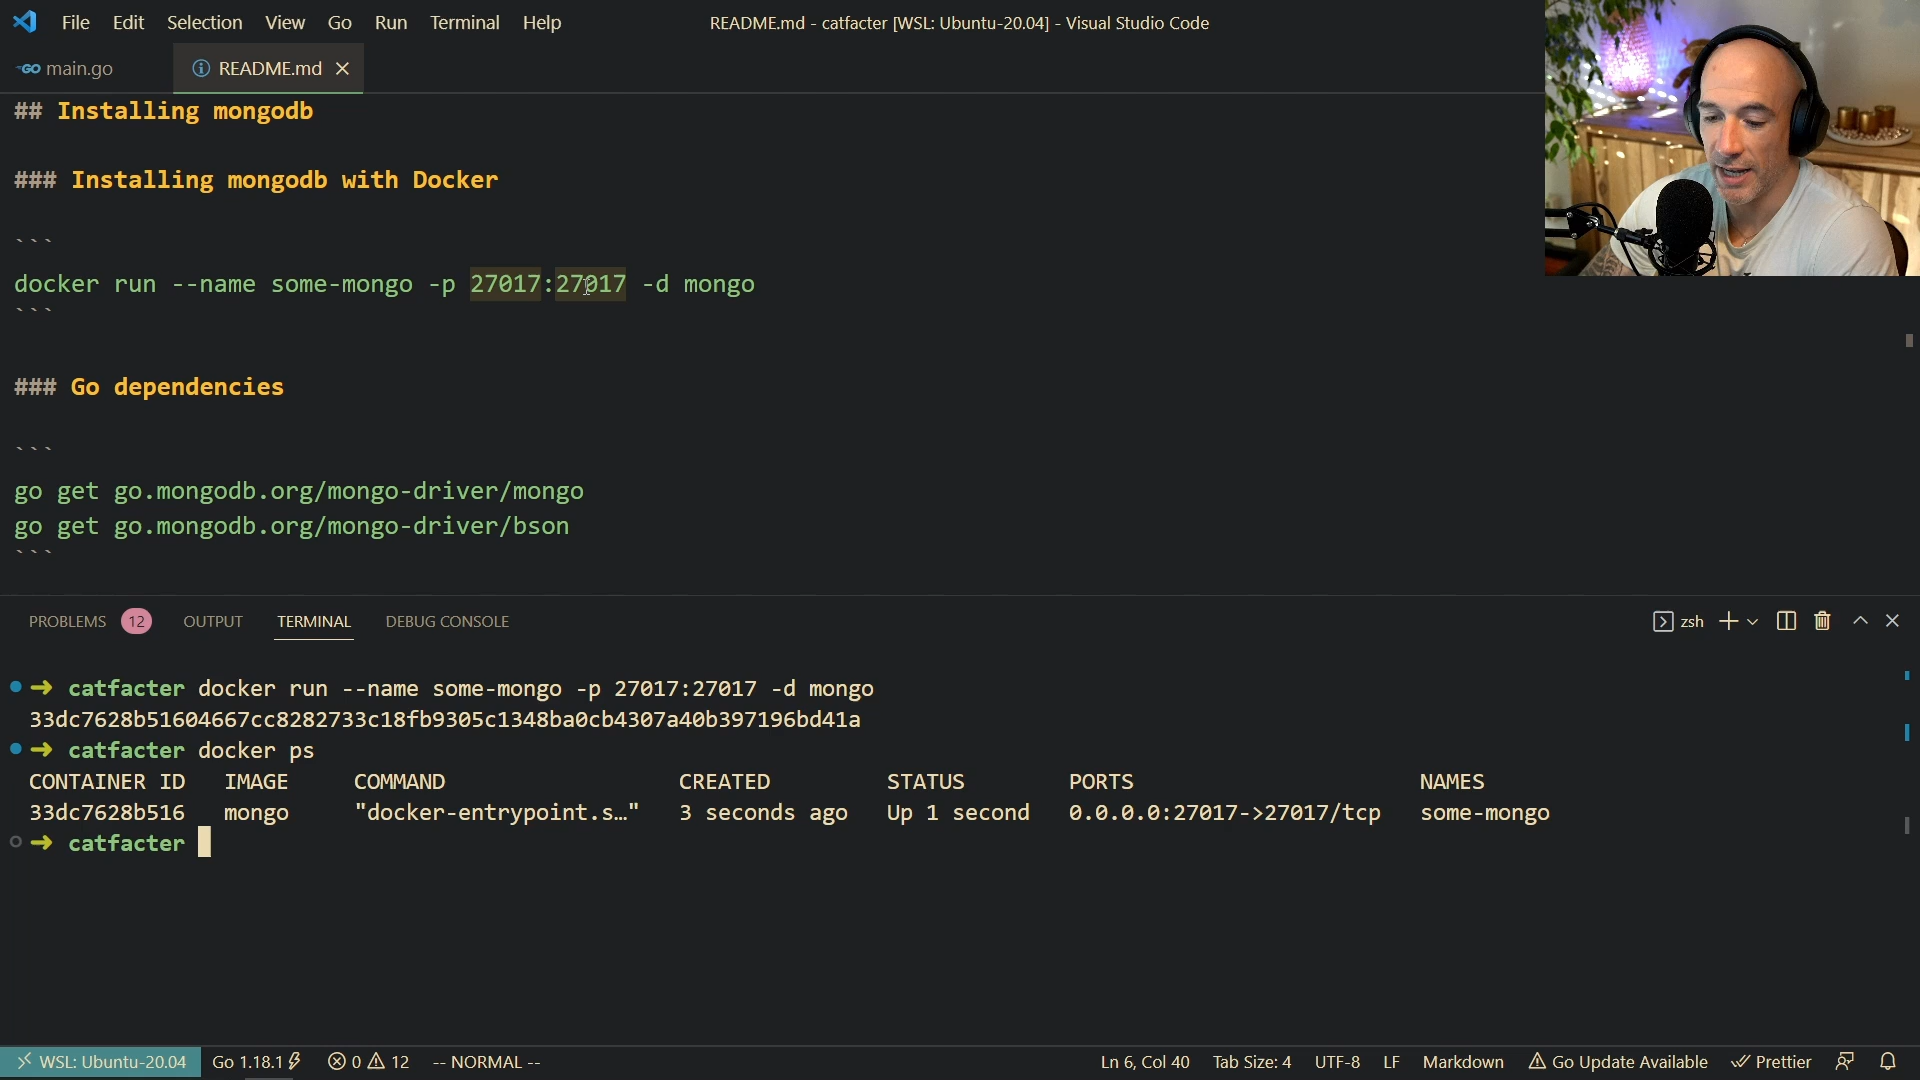 File Edit Selection View Go Run Terminal Help
README.md - catfacter [WSL: Ubuntu-20.04] - Visual Studio Code
GO main.go
README.md
## Installing mongodb
### Installing mongodb with Docker
```
docker run --name some-mongo -p 27017:27017 -d mongo
```
### Go dependencies
```
go get go.mongodb.org/mongo-driver/mongo
go get go.mongodb.org/mongo-driver/bson
```
PROBLEMS 12 OUTPUT TERMINAL DEBUG CONSOLE
zsh
➜ catfacter docker run --name some-mongo -p 27017:27017 -d mongo
33dc7628b51604667cc8282733c18fb9305c1348ba0cb4307a40b397196bd41a
➜ catfacter docker ps
CONTAINER ID IMAGE COMMAND CREATED STATUS PORTS NAMES
33dc7628b516 mongo "docker-entrypoint.s…" 3 seconds ago Up 1 second 0.0.0.0:27017->27017/tcp some-mongo
➜ catfacter
WSL: Ubuntu-20.04 Go 1.18.1 0 12 -- NORMAL -- Ln 6, Col 40 Tab Size: 4 UTF-8 LF Markdown Go Update Available Prettier